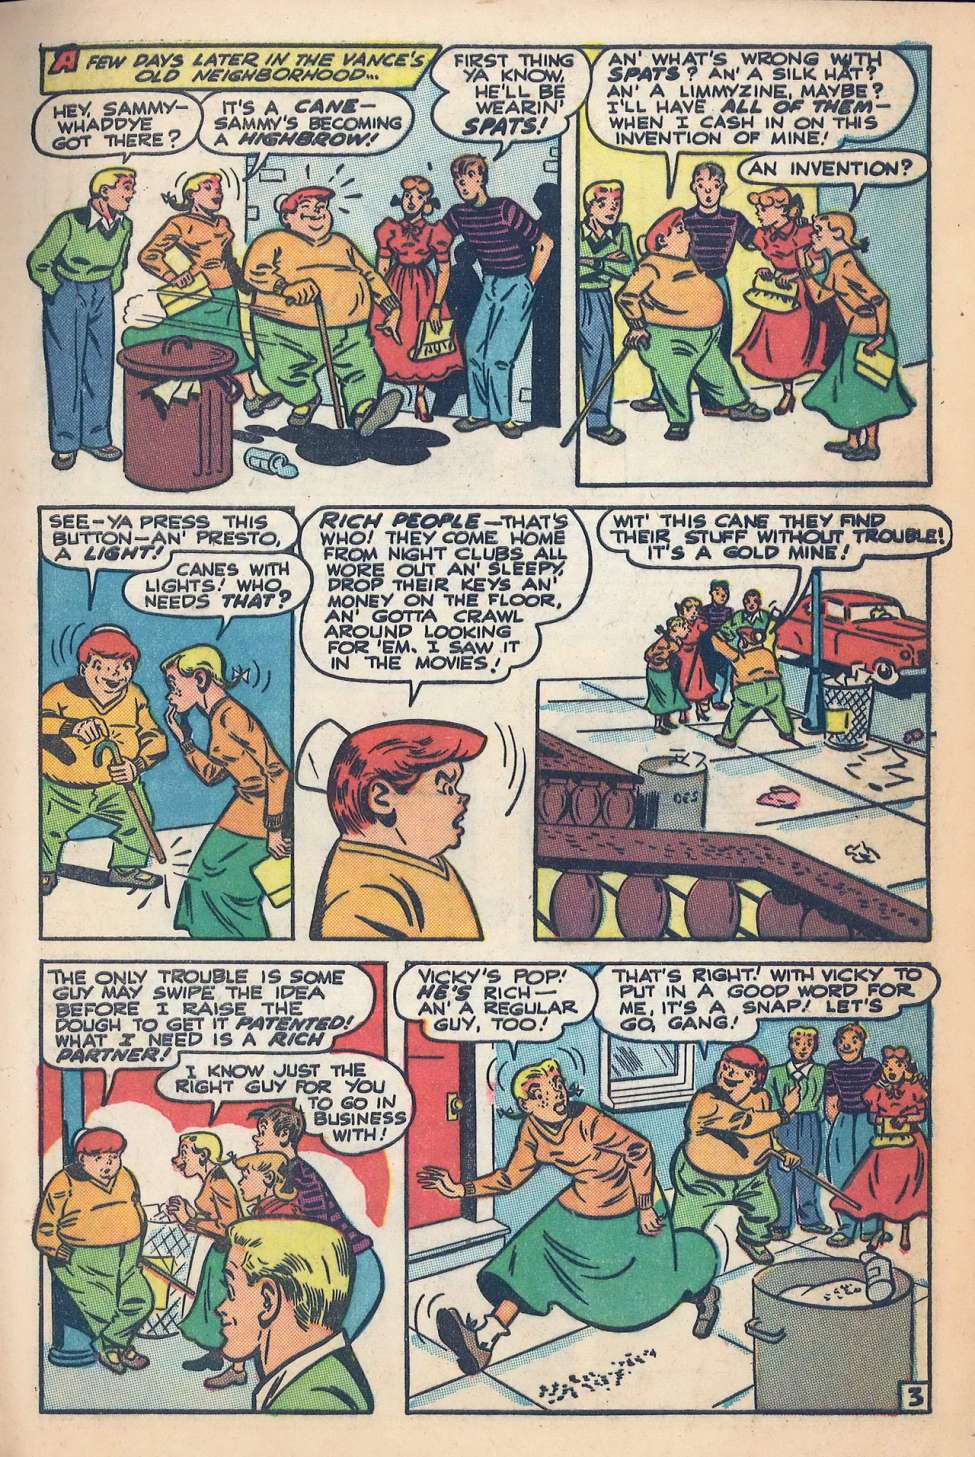 A FEW DAYS LATER IN THE VANCE'S
OLD NEIGHBORHOOD...
HEY, SAMMY—
WHADDYE
GOT THERE?
IT'S A CANE—
SAMMY'S BECOMING
A HIGHBROW!
FIRST THING
YA KNOW,
HE'LL BE
WEARIN'
SPATS!
AN' WHAT'S WRONG WITH
SPATS? AN' A SILK HAT?
AN' A LIMMYZINE, MAYBE?
I'LL HAVE ALL OF THEM—
WHEN I CASH IN ON THIS
INVENTION OF MINE!
AN INVENTION?
SEE—YA PRESS THIS
BUTTON—AN' PRESTO,
A LIGHT!
CANES WITH
LIGHTS! WHO
NEEDS THAT?
RICH PEOPLE—THAT'S
WHO! THEY COME HOME
FROM NIGHT CLUBS ALL
WORE OUT AN' SLEEPY,
DROP THEIR KEYS AN'
MONEY ON THE FLOOR,
AN' GOTTA CRAWL
AROUND LOOKING
FOR 'EM. I SAW IT
IN THE MOVIES!
WIT' THIS CANE THEY FIND
THEIR STUFF WITHOUT TROUBLE!
IT'S A GOLD MINE!
THE ONLY TROUBLE IS SOME
GUY MAY SWIPE THE IDEA
BEFORE I RAISE THE
DOUGH TO GET IT PATENTED!
WHAT I NEED IS A RICH
PARTNER!
I KNOW JUST THE
RIGHT GUY FOR YOU
TO GO IN
BUSINESS
WITH!
VICKY'S POP!
HE'S RICH—
AN' A REGULAR
GUY, TOO!
THAT'S RIGHT! WITH VICKY TO
PUT IN A GOOD WORD FOR
ME, IT'S A SNAP! LET'S
GO, GANG!
3